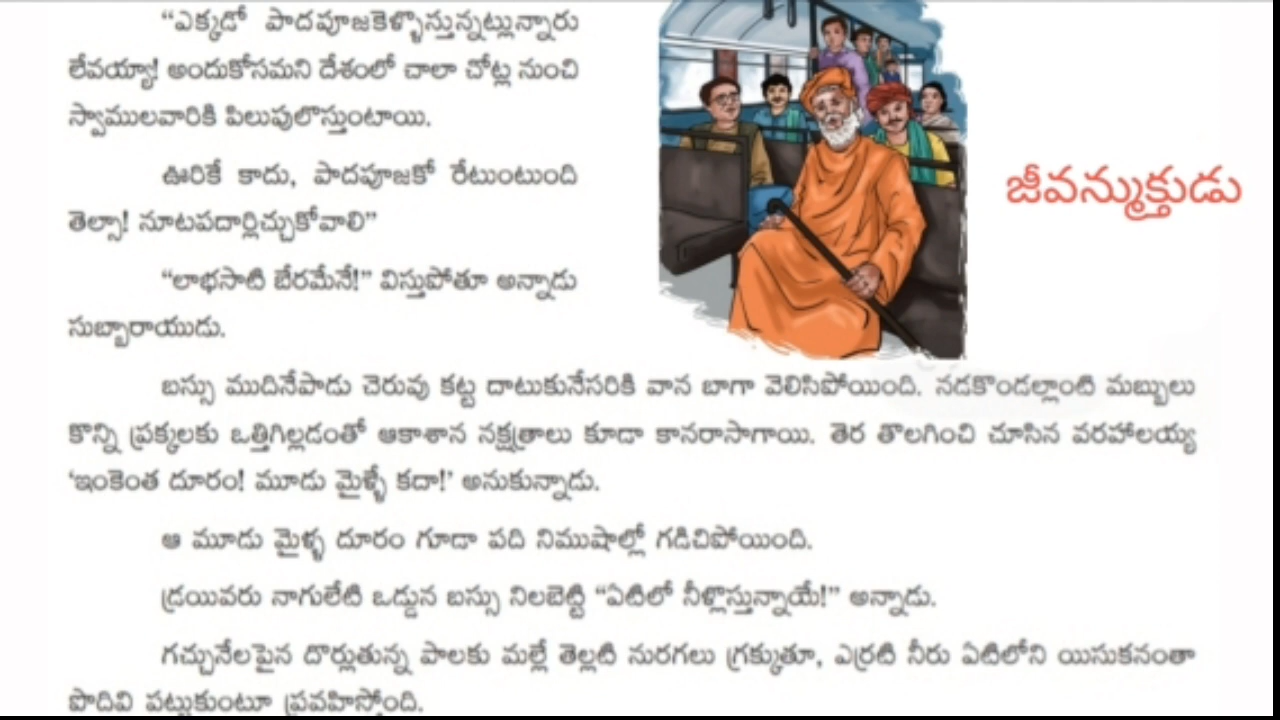 “ఎక్కడో పాదపూజకెళ్ళొస్తున్నట్లున్నారు
లేవయ్యా! అందుకోసమని దేశంలో చాలా చోట్ల నుంచి
స్వాములవారికి పిలుపులొస్తుంటాయి.
ఊరికే కాదు, పాదపూజకో రేటుంటుంది
తెల్సా! నూటపదార్లిచ్చుకోవాలి”
“లాభసాటి బేరమేనే!” విస్తుపోతూ అన్నాడు
సుబ్బారాయుడు.
జీవన్ముక్తుడు
బస్సు ముదినేపాడు చెరువు కట్ట దాటుకునేసరికి వాన బాగా వెలిసిపోయింది. నడకొండల్లాంటి మబ్బులు
కొన్ని ప్రక్కలకు ఒత్తిగిల్లడంతో ఆకాశాన నక్షత్రాలు కూడా కానరాసాగాయి. తెర తొలగించి చూసిన వరహాలయ్య
‘ఇంకెంత దూరం! మూడు మైళ్ళే కదా!’ అనుకున్నాడు.
ఆ మూడు మైళ్ళ దూరం గూడా పది నిముషాల్లో గడిచిపోయింది.
డ్రయివరు నాగులేటి ఒడ్డున బస్సు నిలబెట్టి “ఏటిలో నీళ్లొస్తున్నాయే!” అన్నాడు.
గచ్చునేలపైన దొర్లుతున్న పాలకు మల్లే తెల్లటి నురగలు గ్రక్కుతూ, ఎర్రటి నీరు ఏటిలోని యిసుకనంతా
పొదివి పట్టుకుంటూ ప్రవహిస్తోంది.